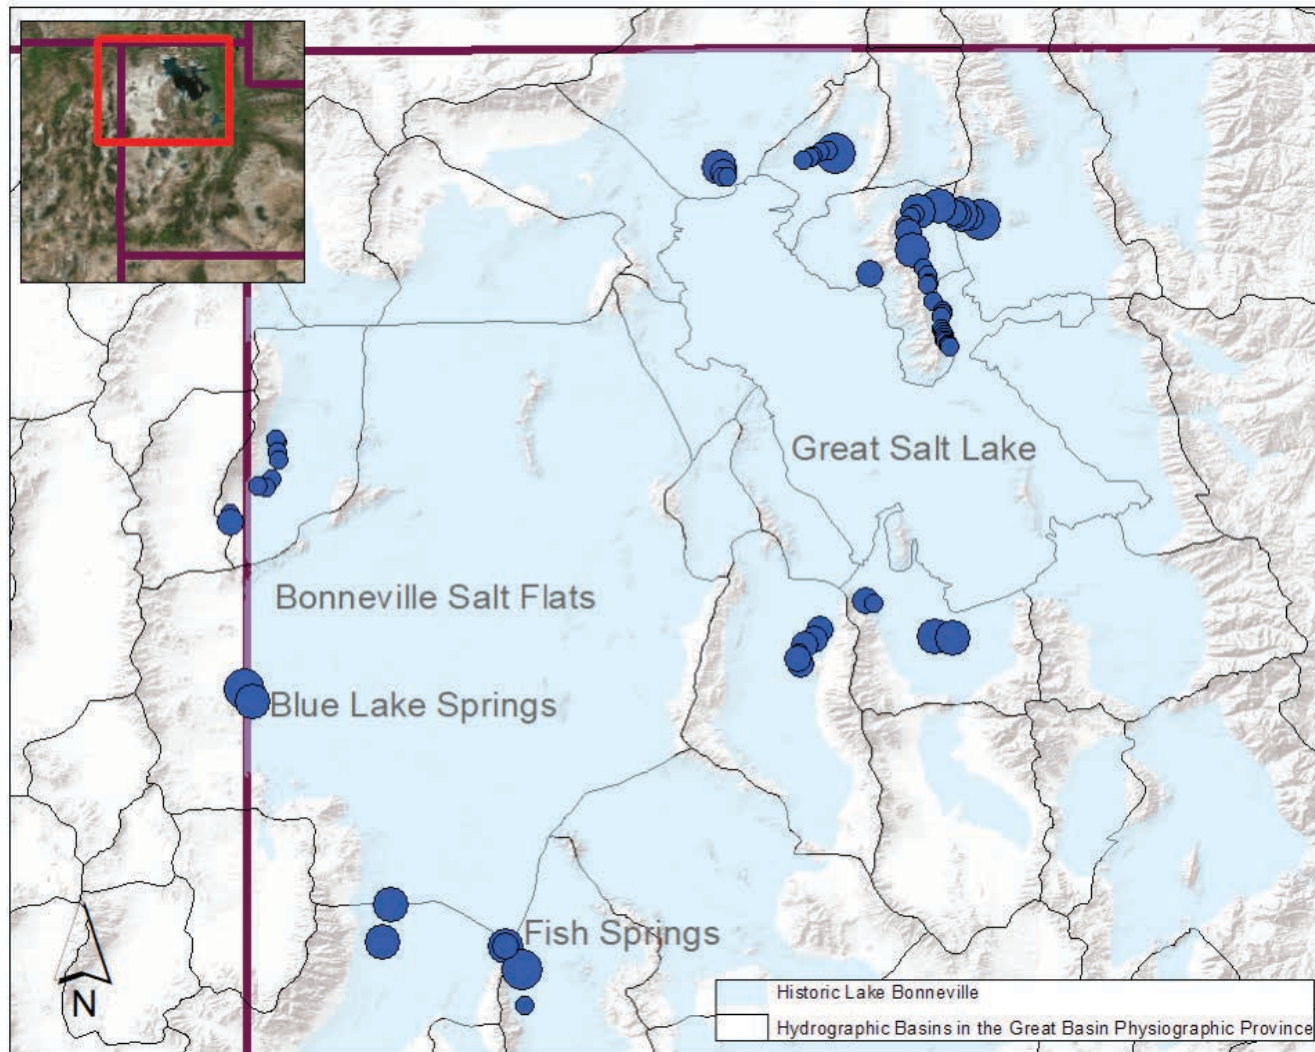 Great Salt Lake
Bonneville Salt Flats
Blue Lake Springs
Fish Springs
N
Historic Lake Bonneville
Hydrographic Basins in the Great Basin Physiographic Province